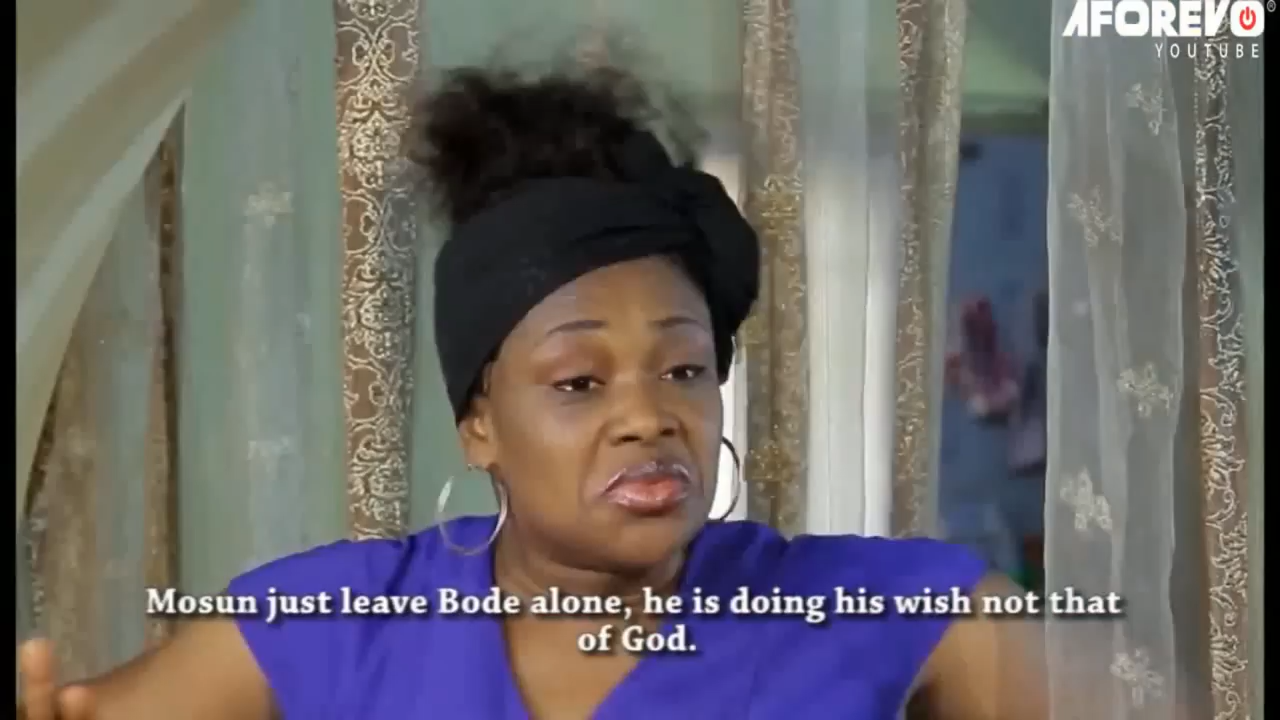 AFOREVO
YOUTUBE
Mosun just leave Bode alone, he is doing his wish not that
of God.